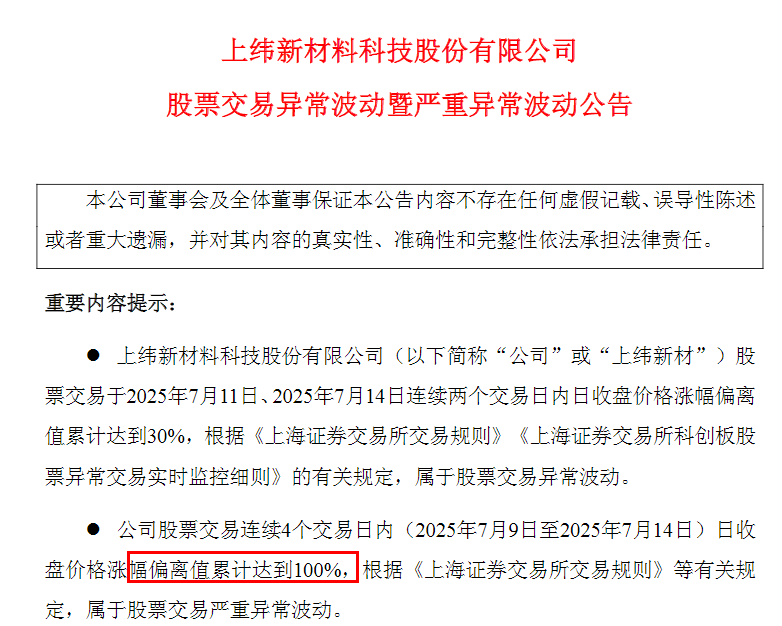 上纬新材料科技股份有限公司
股票交易异常波动暨严重异常波动公告
本公司董事会及全体董事保证本公告内容不存在任何虚假记载、误导性陈述
或者重大遗漏，并对其内容的真实性、准确性和完整性依法承担法律责任。
重要内容提示：
● 上纬新材料科技股份有限公司（以下简称“公司”或“上纬新材”）股
票交易于2025年7月11日、2025年7月14日连续两个交易日内日收盘价格涨幅偏离
值累计达到30%，根据《上海证券交易所交易规则》《上海证券交易所科创板股
票异常交易实时监控细则》的有关规定，属于股票交易异常波动。
● 公司股票交易连续4个交易日内（2025年7月9日至2025年7月14日）日收
盘价格涨幅偏离值累计达到100%，根据《上海证券交易所交易规则》等有关规
定，属于股票交易严重异常波动。